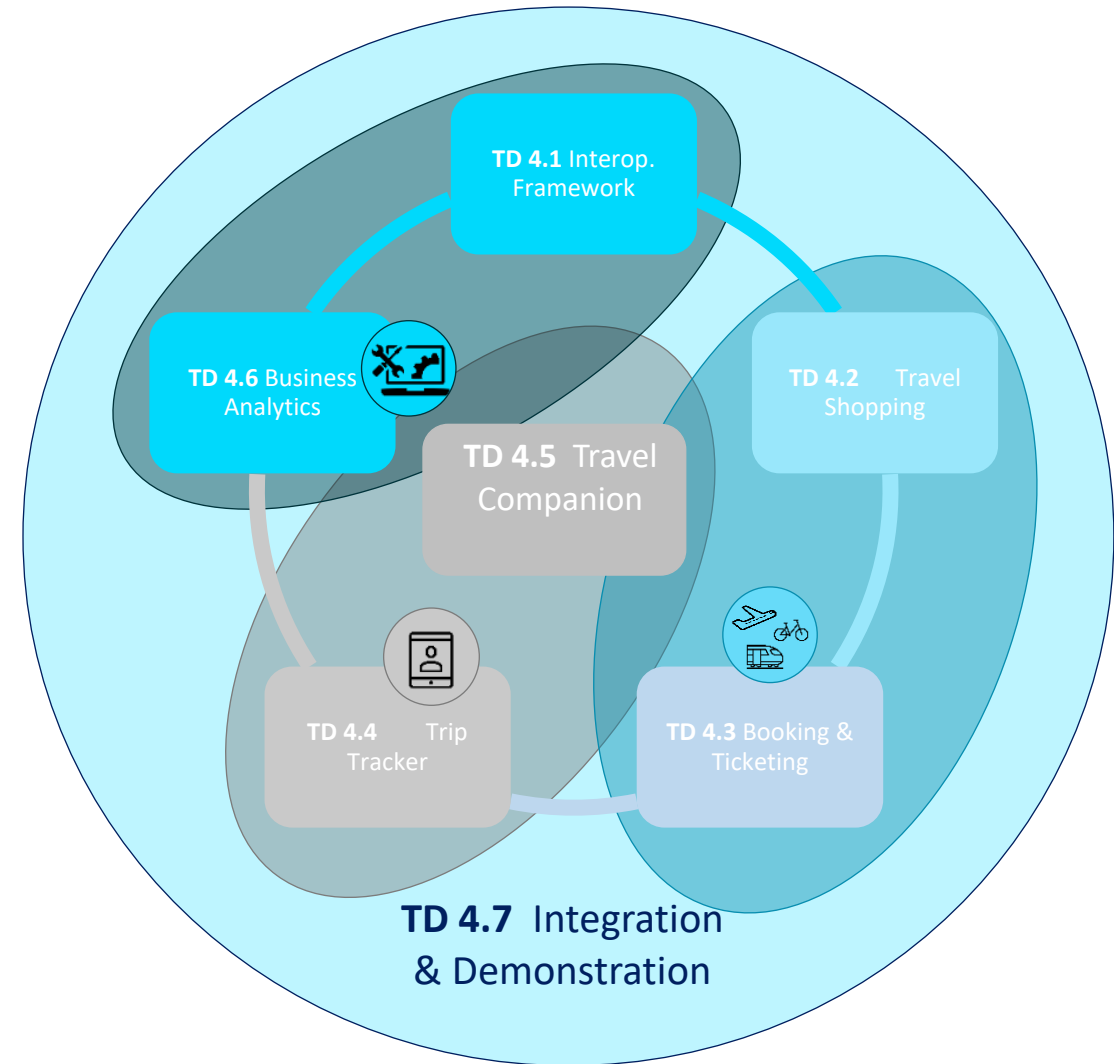 TD 4.1 Interop.
Framework
TD 4.6 Business
Analytics
TD 4.2 Travel
Shopping
TD 4.5 Travel
Companion
TD 4.4 Trip
Tracker
TD 4.3 Booking &
Ticketing
TD 4.7 Integration
& Demonstration